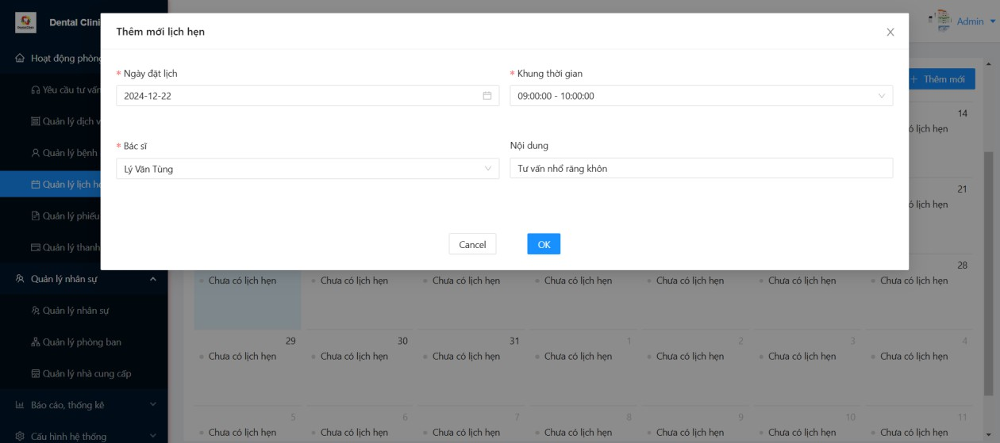 Dental Clini
Admin
Thêm mới lịch hẹn
* Ngày đặt lịch
* Khung thời gian
2024-12-22
09:00:00 - 10:00:00
* Bác sĩ
Nội dung
Lý Văn Tùng
Tư vấn nhổ răng khôn
Cancel
OK
Hoạt động phòng
Yêu cầu tư vấn
Quản lý dịch v
Quản lý bệnh
Quản lý lịch hẹ
Quản lý phiếu
Quản lý thanh
Quản lý nhân sự
Quản lý nhân sự
Quản lý phòng ban
Quản lý nhà cung cấp
Báo cáo, thống kê
Cấu hình hệ thống
+ Thêm mới
14
ó lịch hẹn
21
ó lịch hẹn
28
Chưa có lịch hẹn Chưa có lịch hẹn Chưa có lịch hẹn Chưa có lịch hẹn Chưa có lịch hẹn Chưa có lịch hẹn Chưa có lịch hẹn
29 30 31 1 2 3 4
Chưa có lịch hẹn Chưa có lịch hẹn Chưa có lịch hẹn Chưa có lịch hẹn Chưa có lịch hẹn Chưa có lịch hẹn Chưa có lịch hẹn
5 6 7 8 9 10 11
Chưa có lịch hẹn Chưa có lịch hẹn Chưa có lịch hẹn Chưa có lịch hẹn Chưa có lịch hẹn Chưa có lịch hẹn Chưa có lịch hẹn